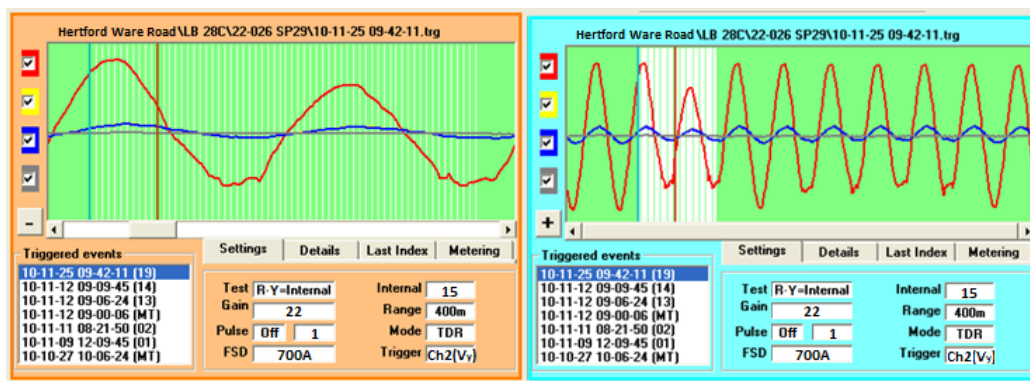 Hertford Ware Road\LB 28C\22-026 SP29\10-11-25 09-42-11.trg
-
Triggered events
10-11-25 09-42-11 (19)
10-11-12 09-09-45 (14)
10-11-12 09-06-24 (13)
10-11-12 09-00-06 (MT)
10-11-11 08-21-50 (02)
10-11-09 12-09-45 (01)
10-10-27 10-06-24 (MT)
Settings Details Last Index Metering
Test R-Y=Internal Internal 15
Gain 22 Range 400m
Pulse Off 1 Mode TDR
FSD 700A Trigger Ch2(Vy)
Hertford Ware Road\LB 28C\22-026 SP29\10-11-25 09-42-11.trg
+
Triggered events
10-11-25 09-42-11 (19)
10-11-12 09-09-45 (14)
10-11-12 09-06-24 (13)
10-11-12 09-00-06 (MT)
10-11-11 08-21-50 (02)
10-11-09 12-09-45 (01)
10-10-27 10-06-24 (MT)
Settings Details Last Index Metering
Test R-Y=Internal Internal 15
Gain 22 Range 400m
Pulse Off 1 Mode TDR
FSD 700A Trigger Ch2(Vy)